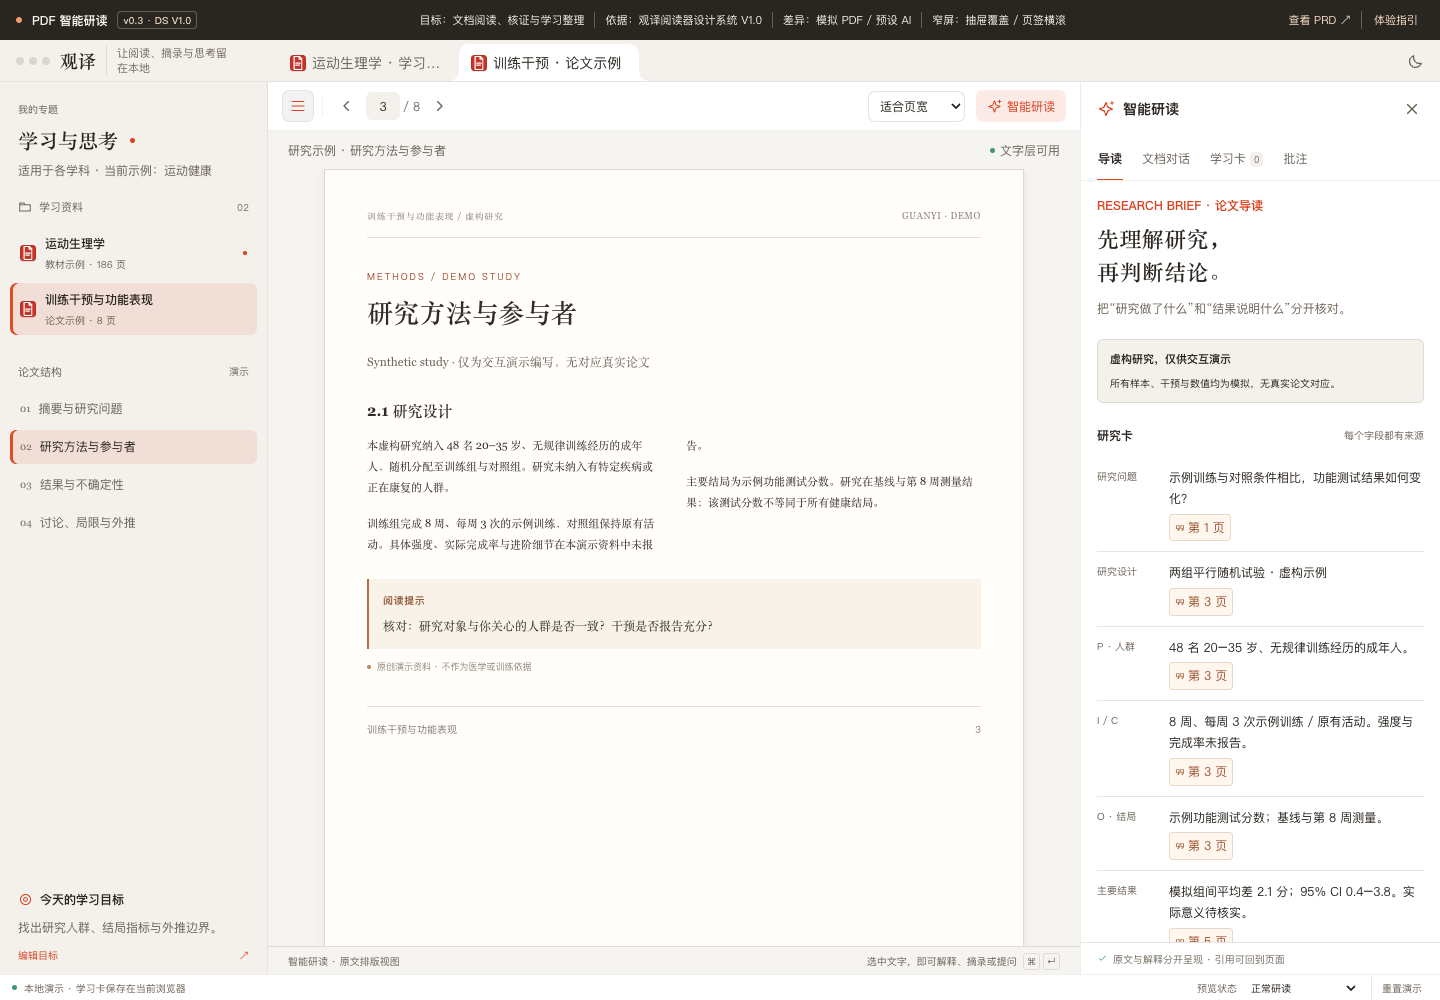 PDF 智能研读 v0.3 · DS V1.0
目标：文档阅读、核证与学习整理 依据：观译阅读器设计系统 V1.0 差异：模拟 PDF / 预设 AI 窄屏：抽屉覆盖 / 页签横滚
查看 PRD ↗ 体验指引
观译
让阅读、摘录与思考留
在本地
运动生理学 · 学习…
训练干预 · 论文示例
我的专题
学习与思考
适用于各学科 · 当前示例：运动健康
学习资料 02
运动生理学
教材示例 · 186 页
训练干预与功能表现
论文示例 · 8 页
论文结构 演示
01 摘要与研究问题
02 研究方法与参与者
03 结果与不确定性
04 讨论、局限与外推
今天的学习目标
找出研究人群、结局指标与外推边界。
编辑目标 ↗
3 / 8
适合页宽
智能研读
研究示例 · 研究方法与参与者
文字层可用
训练干预与功能表现 / 虚构研究
GUANYI · DEMO
METHODS / DEMO STUDY
研究方法与参与者
Synthetic study · 仅为交互演示编写，无对应真实论文
2.1 研究设计
本虚构研究纳入 48 名 20–35 岁、无规律训练经历的成年
人，随机分配至训练组与对照组。研究未纳入有特定疾病或
正在康复的人群。
训练组完成 8 周、每周 3 次的示例训练，对照组保持原有活
动。具体强度、实际完成率与进阶细节在本演示资料中未报
告。
主要结局为示例功能测试分数。研究在基线与第 8 周测量结
果；该测试分数不等同于所有健康结局。
阅读提示
核对：研究对象与你关心的人群是否一致？干预是否报告充分？
原创演示资料 · 不作为医学或训练依据
训练干预与功能表现 3
智能研读 · 原文排版视图
选中文字，即可解释、摘录或提问 ⌘ ↵
智能研读
导读 文档对话 学习卡 0 批注
RESEARCH BRIEF · 论文导读
先理解研究，
再判断结论。
把“研究做了什么”和“结果说明什么”分开核对。
虚构研究，仅供交互演示
所有样本、干预与数值均为模拟，无真实论文对应。
研究卡 每个字段都有来源
研究问题 示例训练与对照条件相比，功能测试结果如何变
化？
第 1 页
研究设计 两组平行随机试验 · 虚构示例
第 3 页
P · 人群 48 名 20—35 岁、无规律训练经历的成年人。
第 3 页
I / C 8 周、每周 3 次示例训练 / 原有活动。强度与
完成率未报告。
第 3 页
O · 结局 示例功能测试分数；基线与第 8 周测量。
第 3 页
主要结果 模拟组间平均差 2.1 分；95% CI 0.4—3.8。实
际意义待核实。
第 5 页
原文与解释分开呈现 · 引用可回到页面
本地演示 · 学习卡保存在当前浏览器
预览状态 正常研读 重置演示